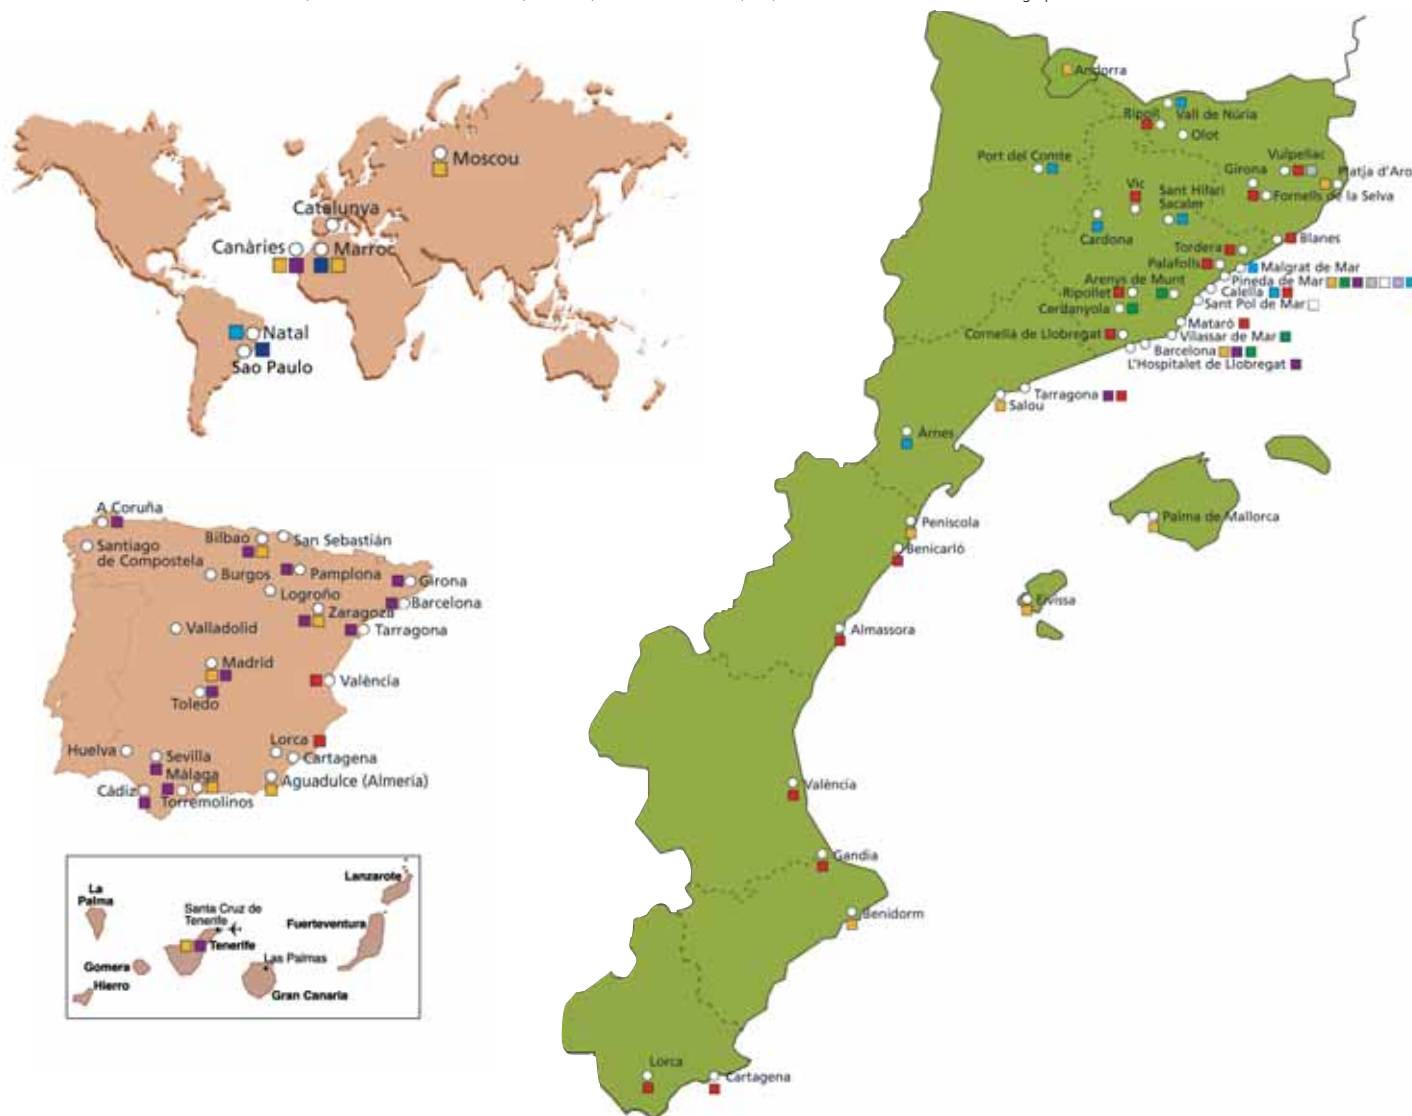 Moscou
Catalunya
Canàries
Marroc
Natal
Sao Paulo
Andorra
Ripoll
Vall de Núria
Olot
Port del Comte
Vulpellac
Girona
Platja d'Aro
Vic
Sant Hilari
Sacalm
Fornells de la Selva
Cardona
Blanes
Tordera
Palafolls
Malgrat de Mar
Arenys de Munt
Pineda de Mar
Ripollet
Calella
Cerdanyola
Sant Pol de Mar
Mataró
Cornellà de Llobregat
Vilassar de Mar
Barcelona
L'Hospitalet de Llobregat
Tarragona
Salou
Arnes
Peníscola
Benicarló
Palma de Mallorca
Eivissa
Almassora
València
Gandia
Benidorm
Lorca
Cartagena
A Coruña
Santiago
de Compostela
Bilbao
San Sebastián
Burgos
Pamplona
Girona
Logroño
Barcelona
Zaragoza
Valladolid
Tarragona
Madrid
València
Toledo
Lorca
Huelva
Sevilla
Cartagena
Málaga
Aguadulce (Almería)
Cádiz
Torremolinos
Lanzarote
La
Palma
Santa Cruz de
Tenerife
Fuerteventura
Tenerife
Las Palmas
Gomera
Hierro
Gran Canaria